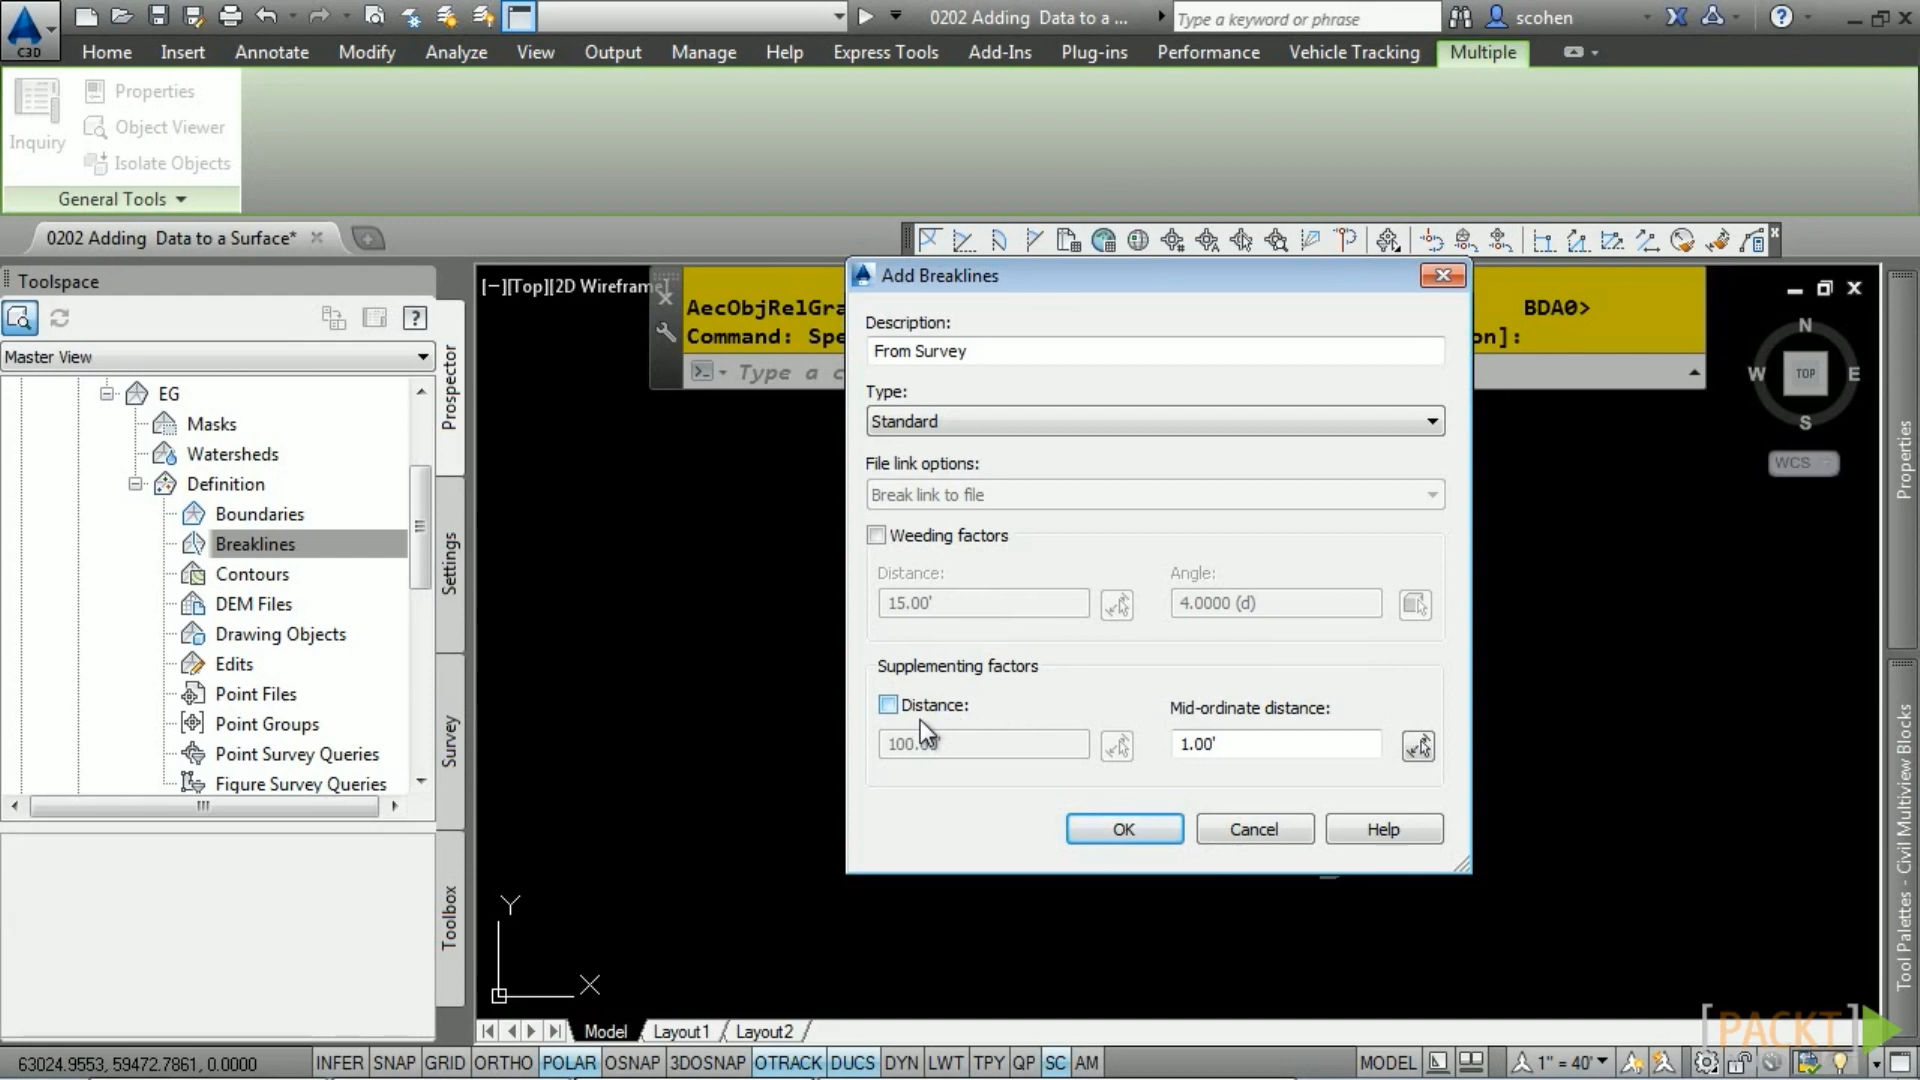 C3D
0202 Adding Data to a ...
Type a keyword or phrase
scohen
Home Insert Annotate Modify Analyze View Output Manage Help Express Tools Add-Ins Plug-ins Performance Vehicle Tracking Multiple
Inquiry
Properties
Object Viewer
Isolate Objects
General Tools
0202 Adding Data to a Surface*
Toolspace
Master View
EG
Masks
Watersheds
Definition
Boundaries
Breaklines
Contours
DEM Files
Drawing Objects
Edits
Point Files
Point Groups
Point Survey Queries
Figure Survey Queries
Prospector
Settings
Survey
Toolbox
[−][Top][2D Wireframe]
AecObjRelGra
BDA0>
Command: Spe
on]:
Type a c
Add Breaklines
Description:
From Survey
Type:
Standard
File link options:
Break link to file
Weeding factors
Distance:
15.00'
Angle:
4.0000 (d)
Supplementing factors
Distance:
Mid-ordinate distance:
1.00'
OK Cancel Help
N
W TOP E
S
WCS
Properties
Tool Palettes - Civil Multiview Blocks
Y
X
Model Layout1 Layout2
[PACKT]
63024.9553, 59472.7861, 0.0000
INFER SNAP GRID ORTHO POLAR OSNAP 3DOSNAP OTRACK DUCS DYN LWT TPY QP SC AM
MODEL
1" = 40'